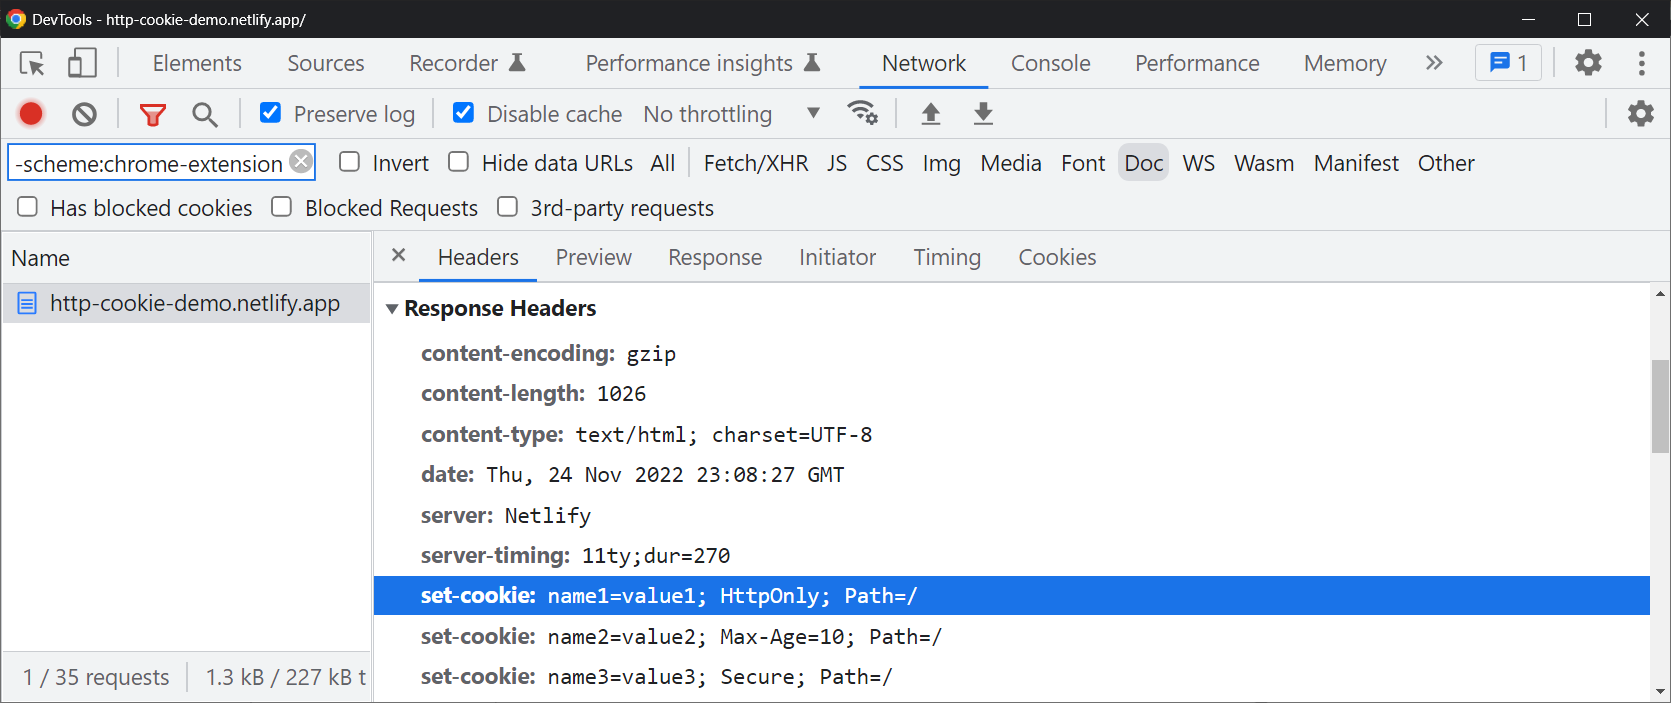 DevTools - http-cookie-demo.netlify.app/
Elements Sources Recorder Performance insights Network Console Performance Memory 1
Preserve log Disable cache No throttling
-scheme:chrome-extension Invert Hide data URLs All Fetch/XHR JS CSS Img Media Font Doc WS Wasm Manifest Other
Has blocked cookies Blocked Requests 3rd-party requests
Name
Headers Preview Response Initiator Timing Cookies
http-cookie-demo.netlify.app
Response Headers
content-encoding: gzip
content-length: 1026
content-type: text/html; charset=UTF-8
date: Thu, 24 Nov 2022 23:08:27 GMT
server: Netlify
server-timing: 11ty;dur=270
set-cookie: name1=value1; HttpOnly; Path=/
set-cookie: name2=value2; Max-Age=10; Path=/
set-cookie: name3=value3; Secure; Path=/
1 / 35 requests 1.3 kB / 227 kB t